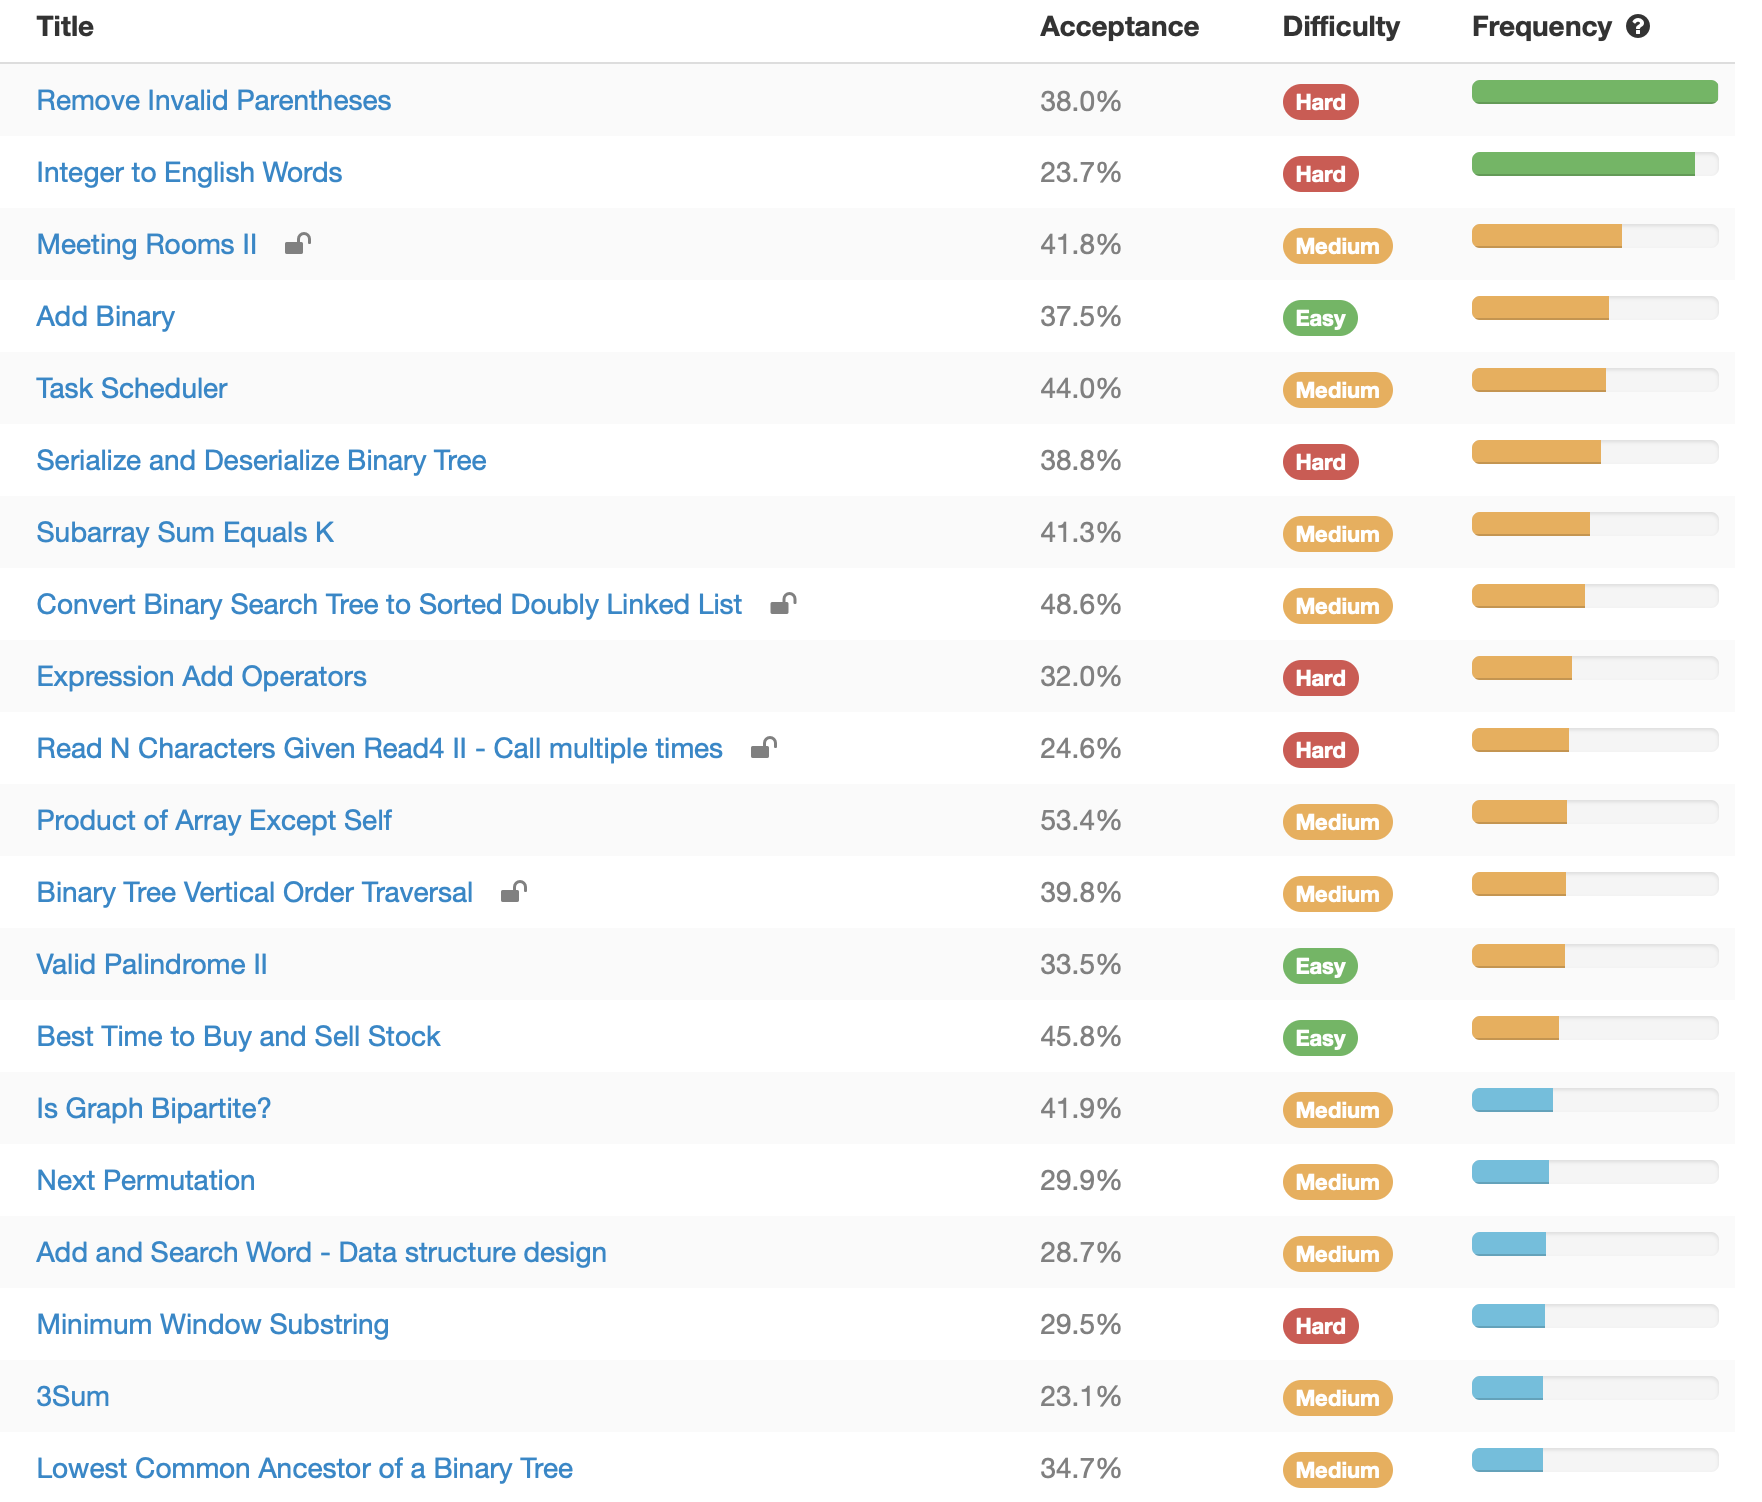 Title Acceptance Difficulty Frequency ?
Remove Invalid Parentheses 38.0% Hard
Integer to English Words 23.7% Hard
Meeting Rooms II 41.8% Medium
Add Binary 37.5% Easy
Task Scheduler 44.0% Medium
Serialize and Deserialize Binary Tree 38.8% Hard
Subarray Sum Equals K 41.3% Medium
Convert Binary Search Tree to Sorted Doubly Linked List 48.6% Medium
Expression Add Operators 32.0% Hard
Read N Characters Given Read4 II - Call multiple times 24.6% Hard
Product of Array Except Self 53.4% Medium
Binary Tree Vertical Order Traversal 39.8% Medium
Valid Palindrome II 33.5% Easy
Best Time to Buy and Sell Stock 45.8% Easy
Is Graph Bipartite? 41.9% Medium
Next Permutation 29.9% Medium
Add and Search Word - Data structure design 28.7% Medium
Minimum Window Substring 29.5% Hard
3Sum 23.1% Medium
Lowest Common Ancestor of a Binary Tree 34.7% Medium